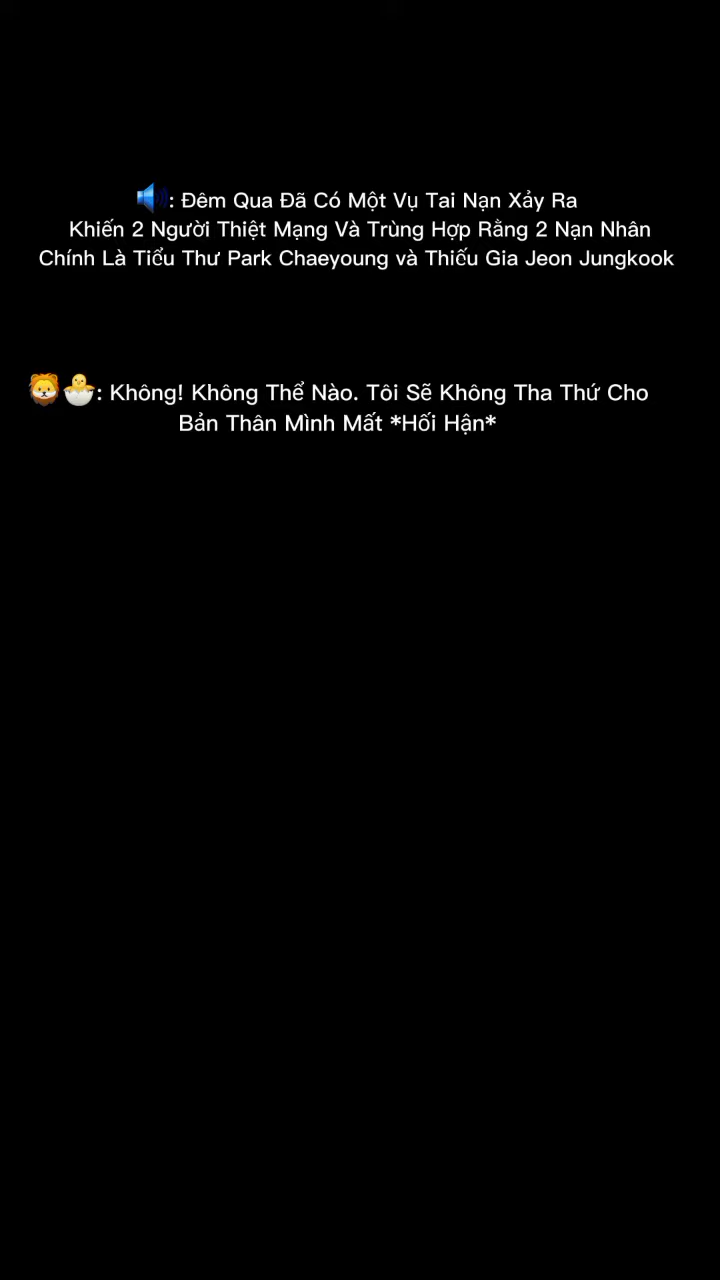 🔊: Đêm Qua Đã Có Một Vụ Tai Nạn Xảy Ra
Khiến 2 Người Thiệt Mạng Và Trùng Hợp Rằng 2 Nạn Nhân
Chính Là Tiểu Thư Park Chaeyoung và Thiếu Gia Jeon Jungkook
🦁🐣: Không! Không Thể Nào. Tôi Sẽ Không Tha Thứ Cho
Bản Thân Mình Mất *Hối Hận*